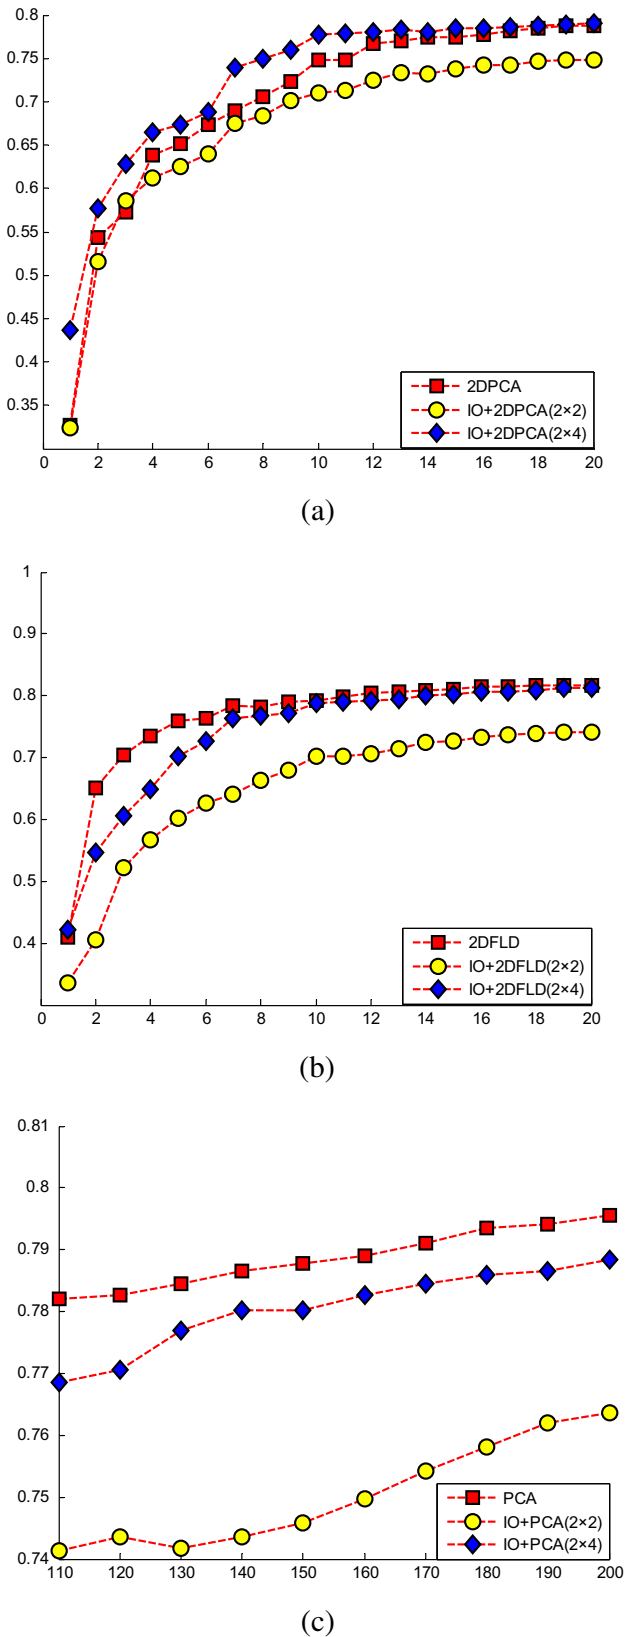 0.8
0.75
0.7
0.65
0.6
0.55
0.5
0.45
0.4
0.35
2DPCA
IO+2DPCA(2×2)
IO+2DPCA(2×4)
0 2 4 6 8 10 12 14 16 18 20
(a)
1
0.9
0.8
0.7
0.6
0.5
0.4
2DFLD
IO+2DFLD(2×2)
IO+2DFLD(2×4)
0 2 4 6 8 10 12 14 16 18 20
(b)
0.81
0.8
0.79
0.78
0.77
0.76
0.75
0.74
PCA
IO+PCA(2×2)
IO+PCA(2×4)
110 120 130 140 150 160 170 180 190 200
(c)